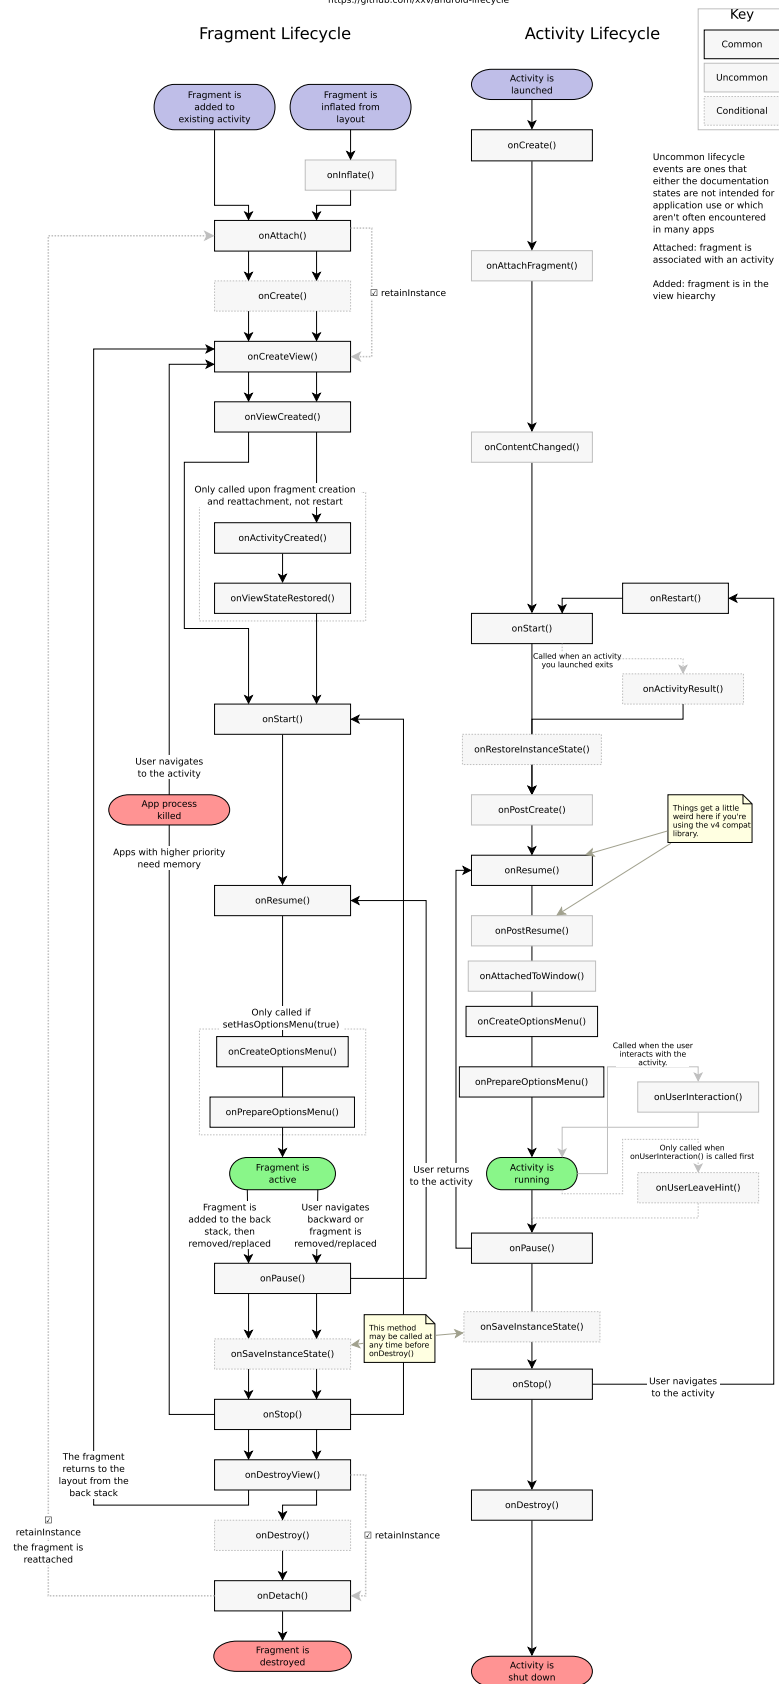 https://github.com/xxv/android-lifecycle
Fragment Lifecycle
Activity Lifecycle
Key
Common
Uncommon
Conditional
Uncommon lifecycle
events are ones that
either the documentation
states are not intended for
application use or which
aren't often encountered
in many apps
Attached: fragment is
associated with an activity
Added: fragment is in the
view hiearchy
Fragment is
added to
existing activity
Fragment is
inflated from
layout
onInflate()
onAttach()
onCreate()
☑ retainInstance
onCreateView()
onViewCreated()
Only called upon fragment creation
and reattachment, not restart
onActivityCreated()
onViewStateRestored()
onStart()
User navigates
to the activity
App process
killed
Apps with higher priority
need memory
onResume()
Only called if
setHasOptionsMenu(true)
onCreateOptionsMenu()
onPrepareOptionsMenu()
Fragment is
active
Fragment is
added to the back
stack, then
removed/replaced
User navigates
backward or
fragment is
removed/replaced
User returns
to the activity
onPause()
This method
may be called at
any time before
onDestroy()
onSaveInstanceState()
onStop()
The fragment
returns to the
layout from the
back stack
onDestroyView()
☑
retainInstance
the fragment is
reattached
onDestroy()
☑ retainInstance
onDetach()
Fragment is
destroyed
Activity is
launched
onCreate()
onAttachFragment()
onContentChanged()
onRestart()
onStart()
Called when an activity
you launched exits
onActivityResult()
onRestoreInstanceState()
onPostCreate()
Things get a little
weird here if you're
using the v4 compat
library.
onResume()
onPostResume()
onAttachedToWindow()
onCreateOptionsMenu()
Called when the user
interacts with the
activity.
onPrepareOptionsMenu()
onUserInteraction()
Only called when
onUserInteraction() is called first
Activity is
running
onUserLeaveHint()
onPause()
onSaveInstanceState()
onStop()
User navigates
to the activity
onDestroy()
Activity is
shut down